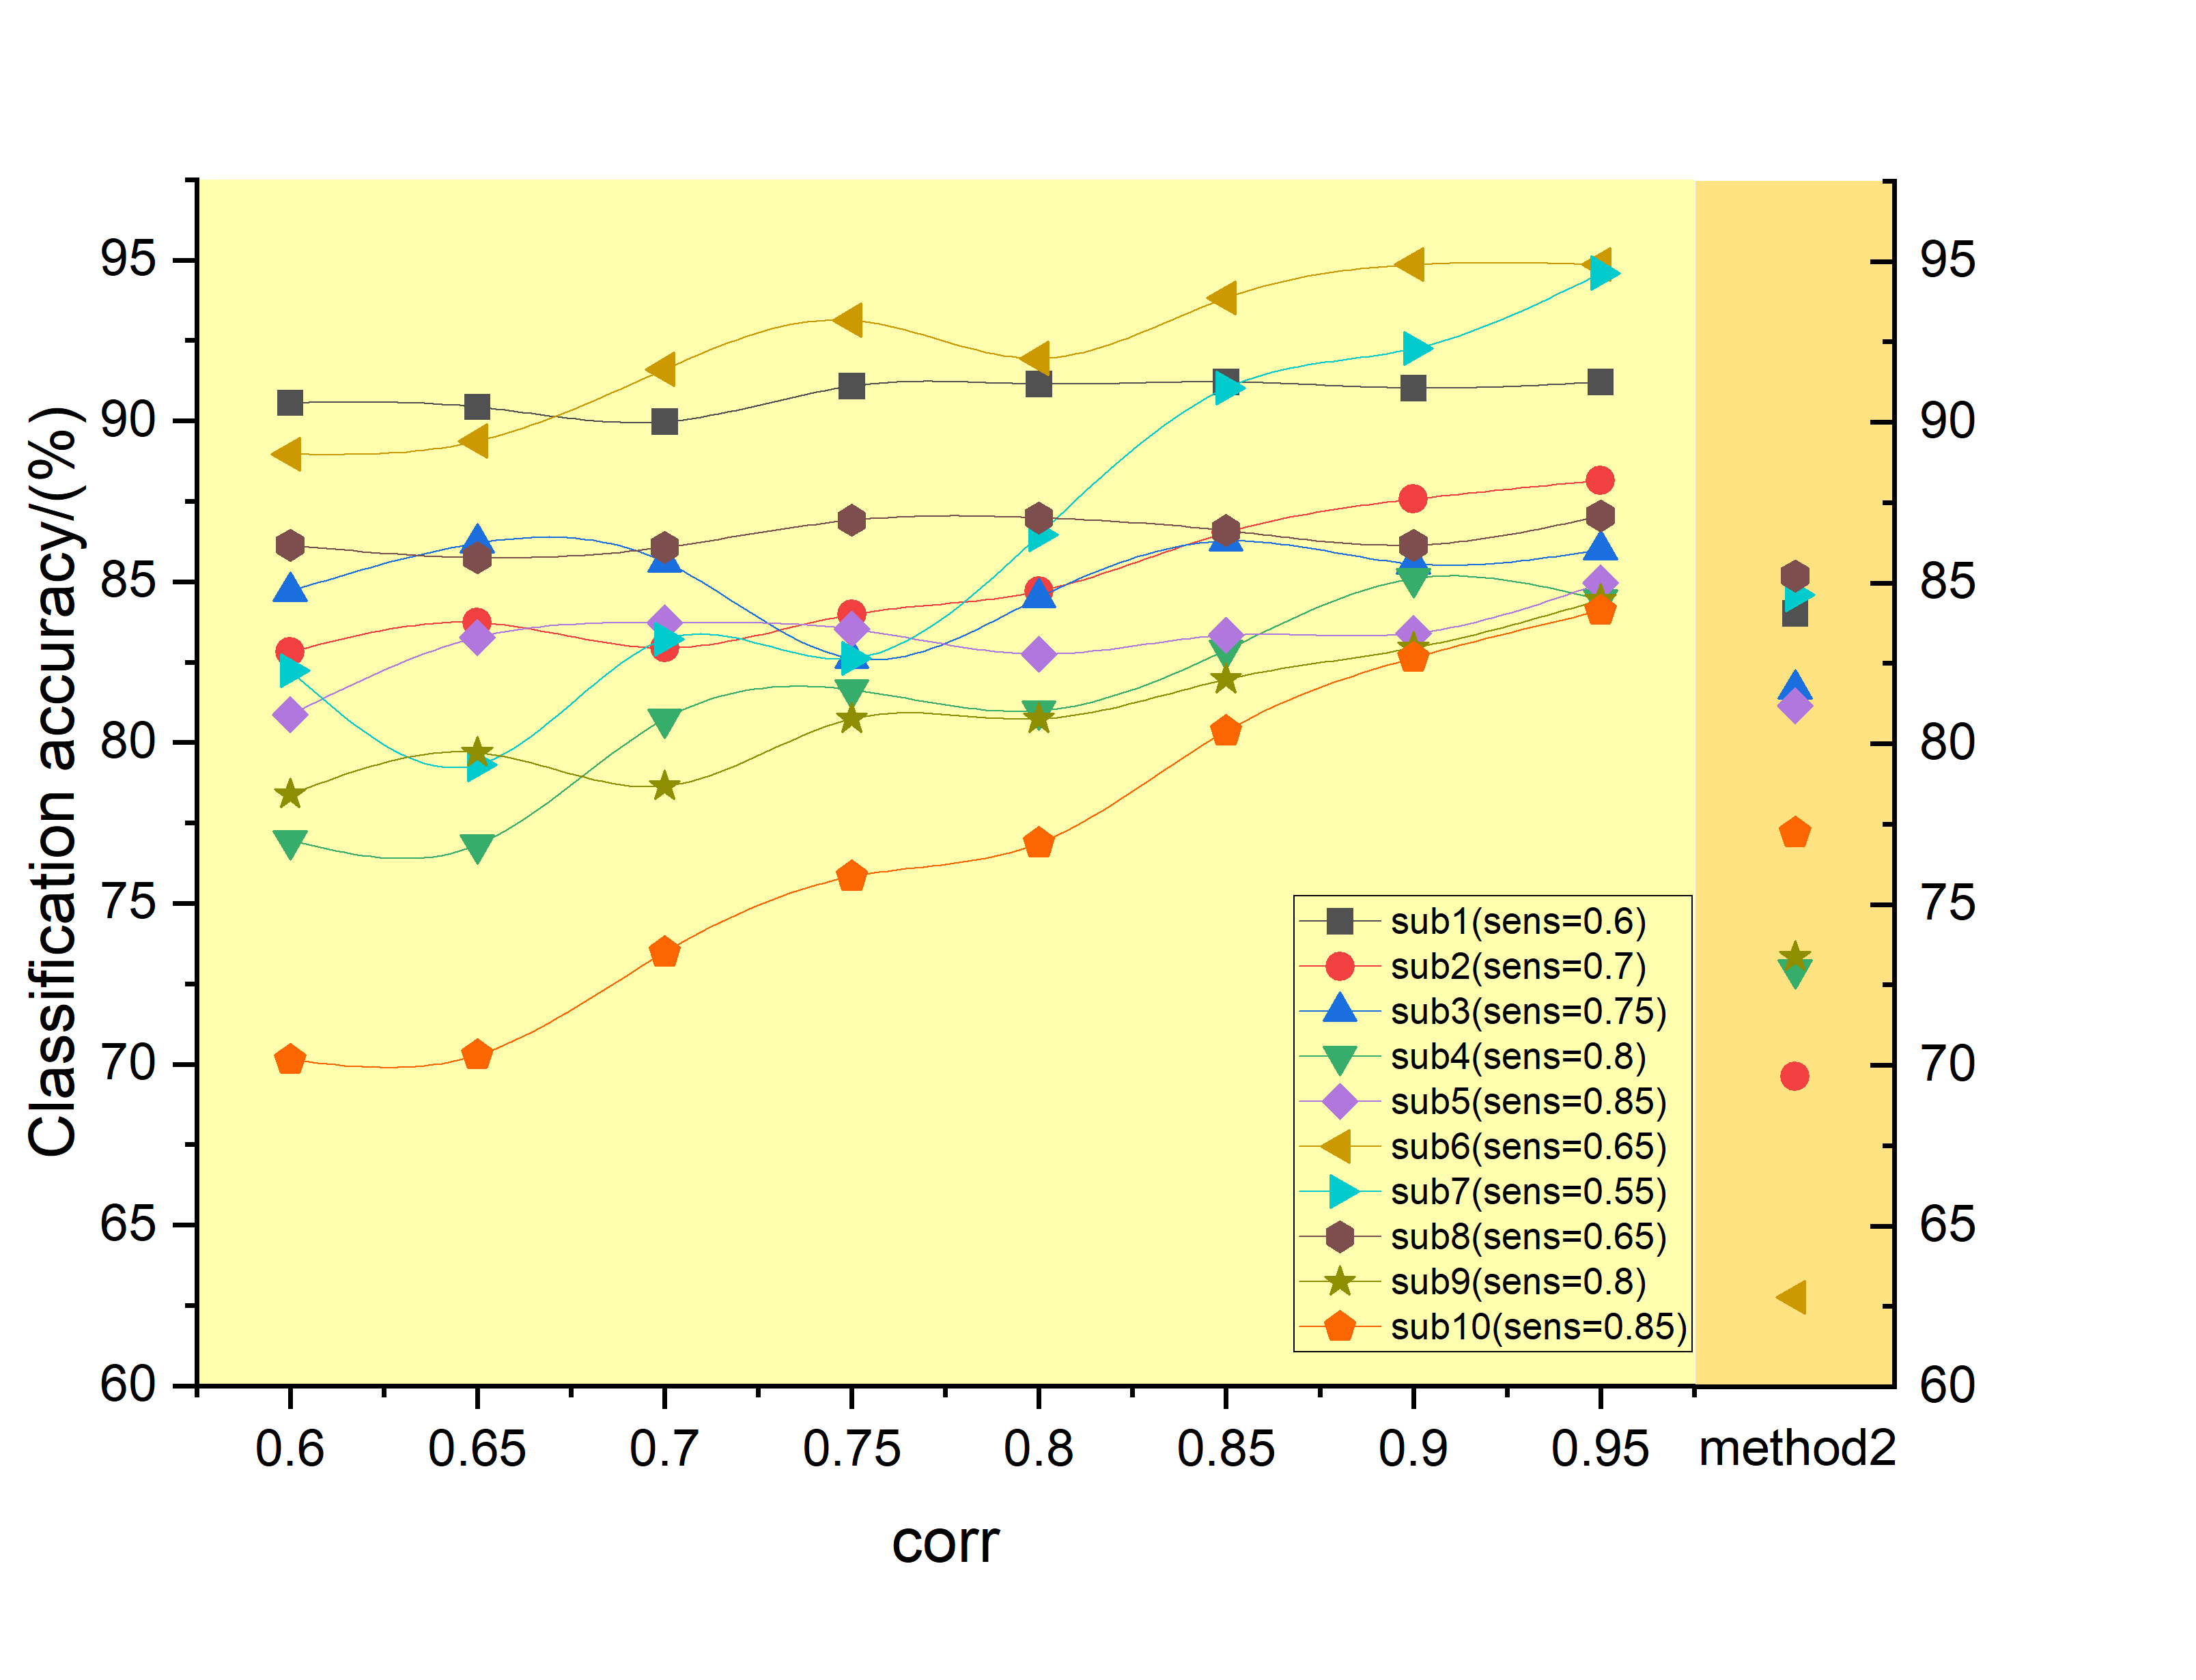 Classification accuracy/(%)
95
90
85
80
75
70
65
60
95
90
85
80
75
70
65
60
sub1(sens=0.6)
sub2(sens=0.7)
sub3(sens=0.75)
sub4(sens=0.8)
sub5(sens=0.85)
sub6(sens=0.65)
sub7(sens=0.55)
sub8(sens=0.65)
sub9(sens=0.8)
sub10(sens=0.85)
0.6 0.65 0.7 0.75 0.8 0.85 0.9 0.95 method2
corr